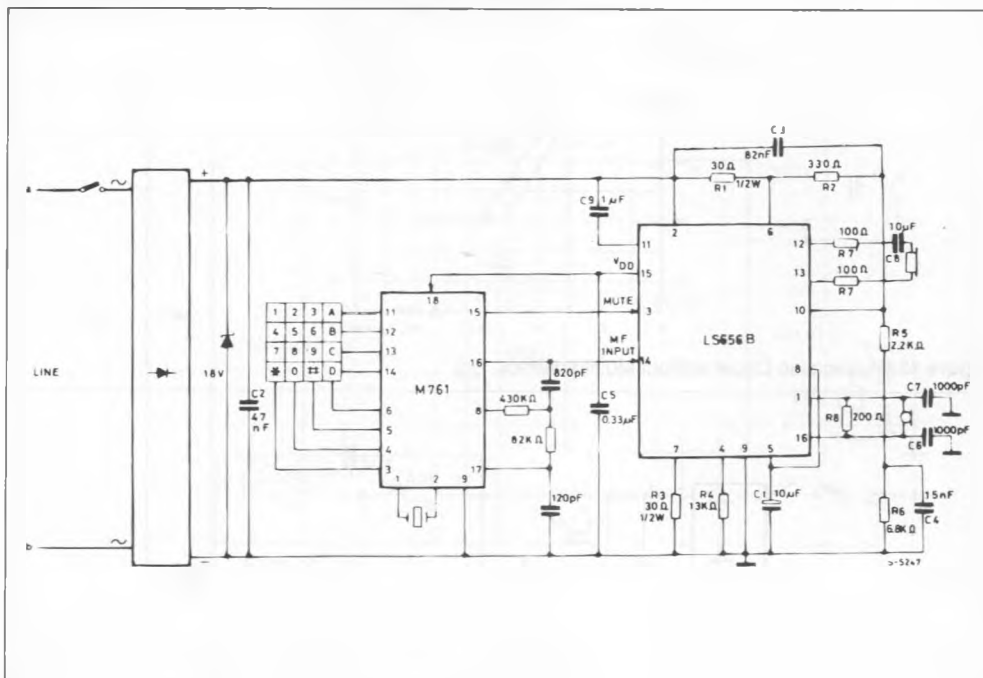 C3
82nF
30Ω
R1
1/2W
330Ω
R2
a
~
+
C9 1µF
2
6
11
12
100Ω
R7
10µF
C8
VDD
15
13
100Ω
R7
18
MUTE
3
10
1 2 3 A
4 5 6 B
7 8 9 C
* 0 # D
11
12
13
14
15
LS656B
R5
2.2KΩ
MF
INPUT
14
LINE
18V
M761
16
820pF
8
8
430KΩ
C5
0.33µF
1
C7 1000pF
R8
200Ω
C2
47
nF
6
5
4
3
82KΩ
16
C6
1000pF
17
7
4
9
5
1
2
9
120pF
R3
30Ω
1/2W
R4
13KΩ
C1
10µF
15nF
C4
R6
6.8KΩ
b
~
–
S-5247